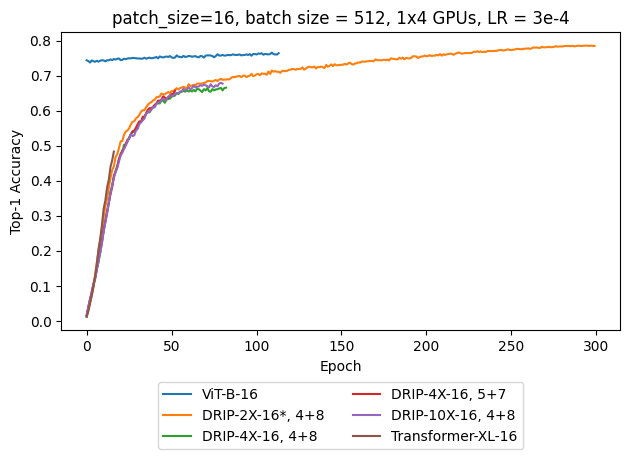 patch_size=16, batch size = 512, 1x4 GPUs, LR = 3e-4
0.8
0.7
0.6
0.5
0.4
0.3
0.2
0.1
0.0
Top-1 Accuracy
0 50 100 150 200 250 300
Epoch
ViT-B-16 DRIP-4X-16, 5+7
DRIP-2X-16*, 4+8 DRIP-10X-16, 4+8
DRIP-4X-16, 4+8 Transformer-XL-16